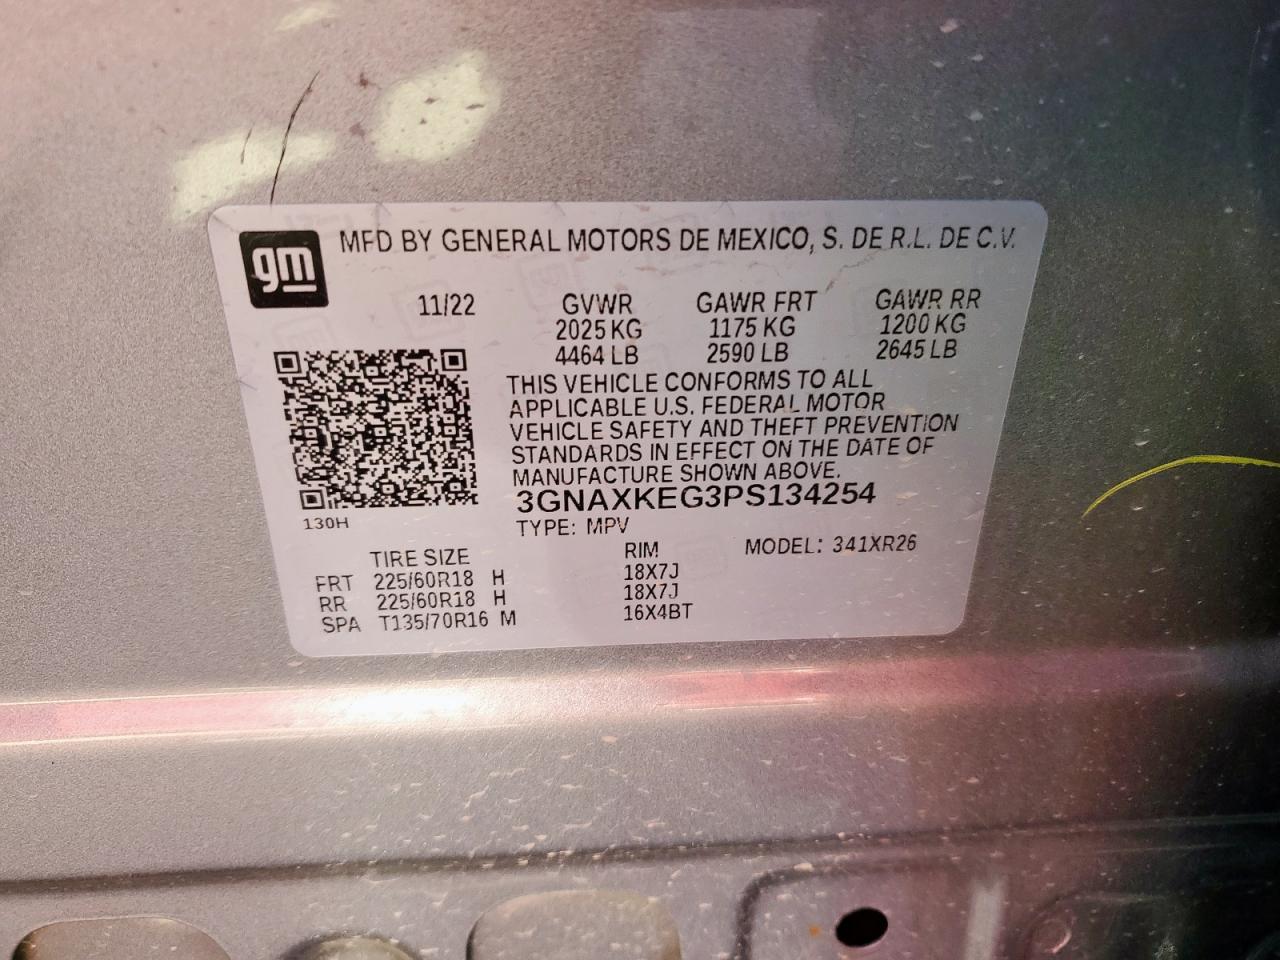 gm
MFD BY GENERAL MOTORS DE MEXICO, S. DE R.L. DE C.V.
11/22 GVWR GAWR FRT GAWR RR
2025 KG 1175 KG 1200 KG
4464 LB 2590 LB 2645 LB
THIS VEHICLE CONFORMS TO ALL
APPLICABLE U.S. FEDERAL MOTOR
VEHICLE SAFETY AND THEFT PREVENTION
STANDARDS IN EFFECT ON THE DATE OF
MANUFACTURE SHOWN ABOVE.
3GNAXKEG3PS134254
130H
TYPE: MPV
TIRE SIZE RIM MODEL: 341XR26
FRT 225/60R18 H 18X7J
RR 225/60R18 H 18X7J
SPA T135/70R16 M 16X4BT